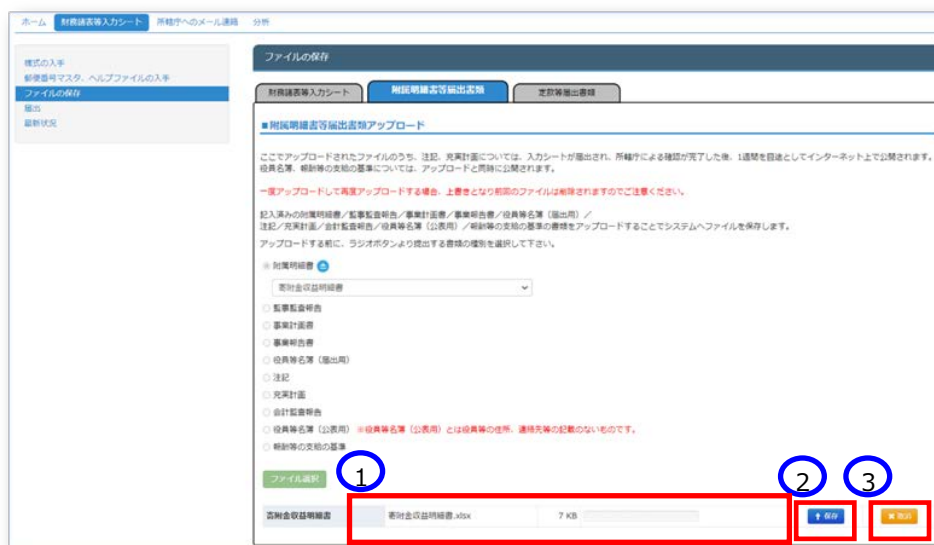 ホーム 財務諸表等入力シート 所轄庁へのメール連絡 分析
様式の入手
郵便番号マスタ、ヘルプファイルの入手
ファイルの保存
届出
最新状況
ファイルの保存
財務諸表等入力シート 附属明細書等届出書類 定款等届出書類
■附属明細書等届出書類アップロード
ここでアップロードされたファイルのうち、注記、充実計画については、入力シートが届出され、所轄庁による確認が完了した後、1週間を目途としてインターネット上で公開されます。
役員名簿、報酬等の支給の基準については、アップロードと同時に公開されます。
一度アップロードして再度アップロードする場合、上書きとなり前回のファイルは削除されますのでご注意ください。
記入済みの附属明細書／監事監査報告／事業計画書／事業報告書／役員等名簿（届出用）／
注記／充実計画／会計監査報告／役員等名簿（公表用）／報酬等の支給の基準の書類をアップロードすることでシステムへファイルを保存します。
アップロードする前に、ラジオボタンより提出する書類の種別を選択して下さい。
附属明細書
寄附金収益明細書
監事監査報告
事業計画書
事業報告書
役員等名簿（届出用）
注記
充実計画
会計監査報告
役員等名簿（公表用） ※役員等名簿（公表用）とは役員等の住所、連絡先等の記載のないものです。
報酬等の支給の基準
ファイル選択 1 2 3
寄附金収益明細書 寄附金収益明細書.xlsx 7 KB 保存 取消